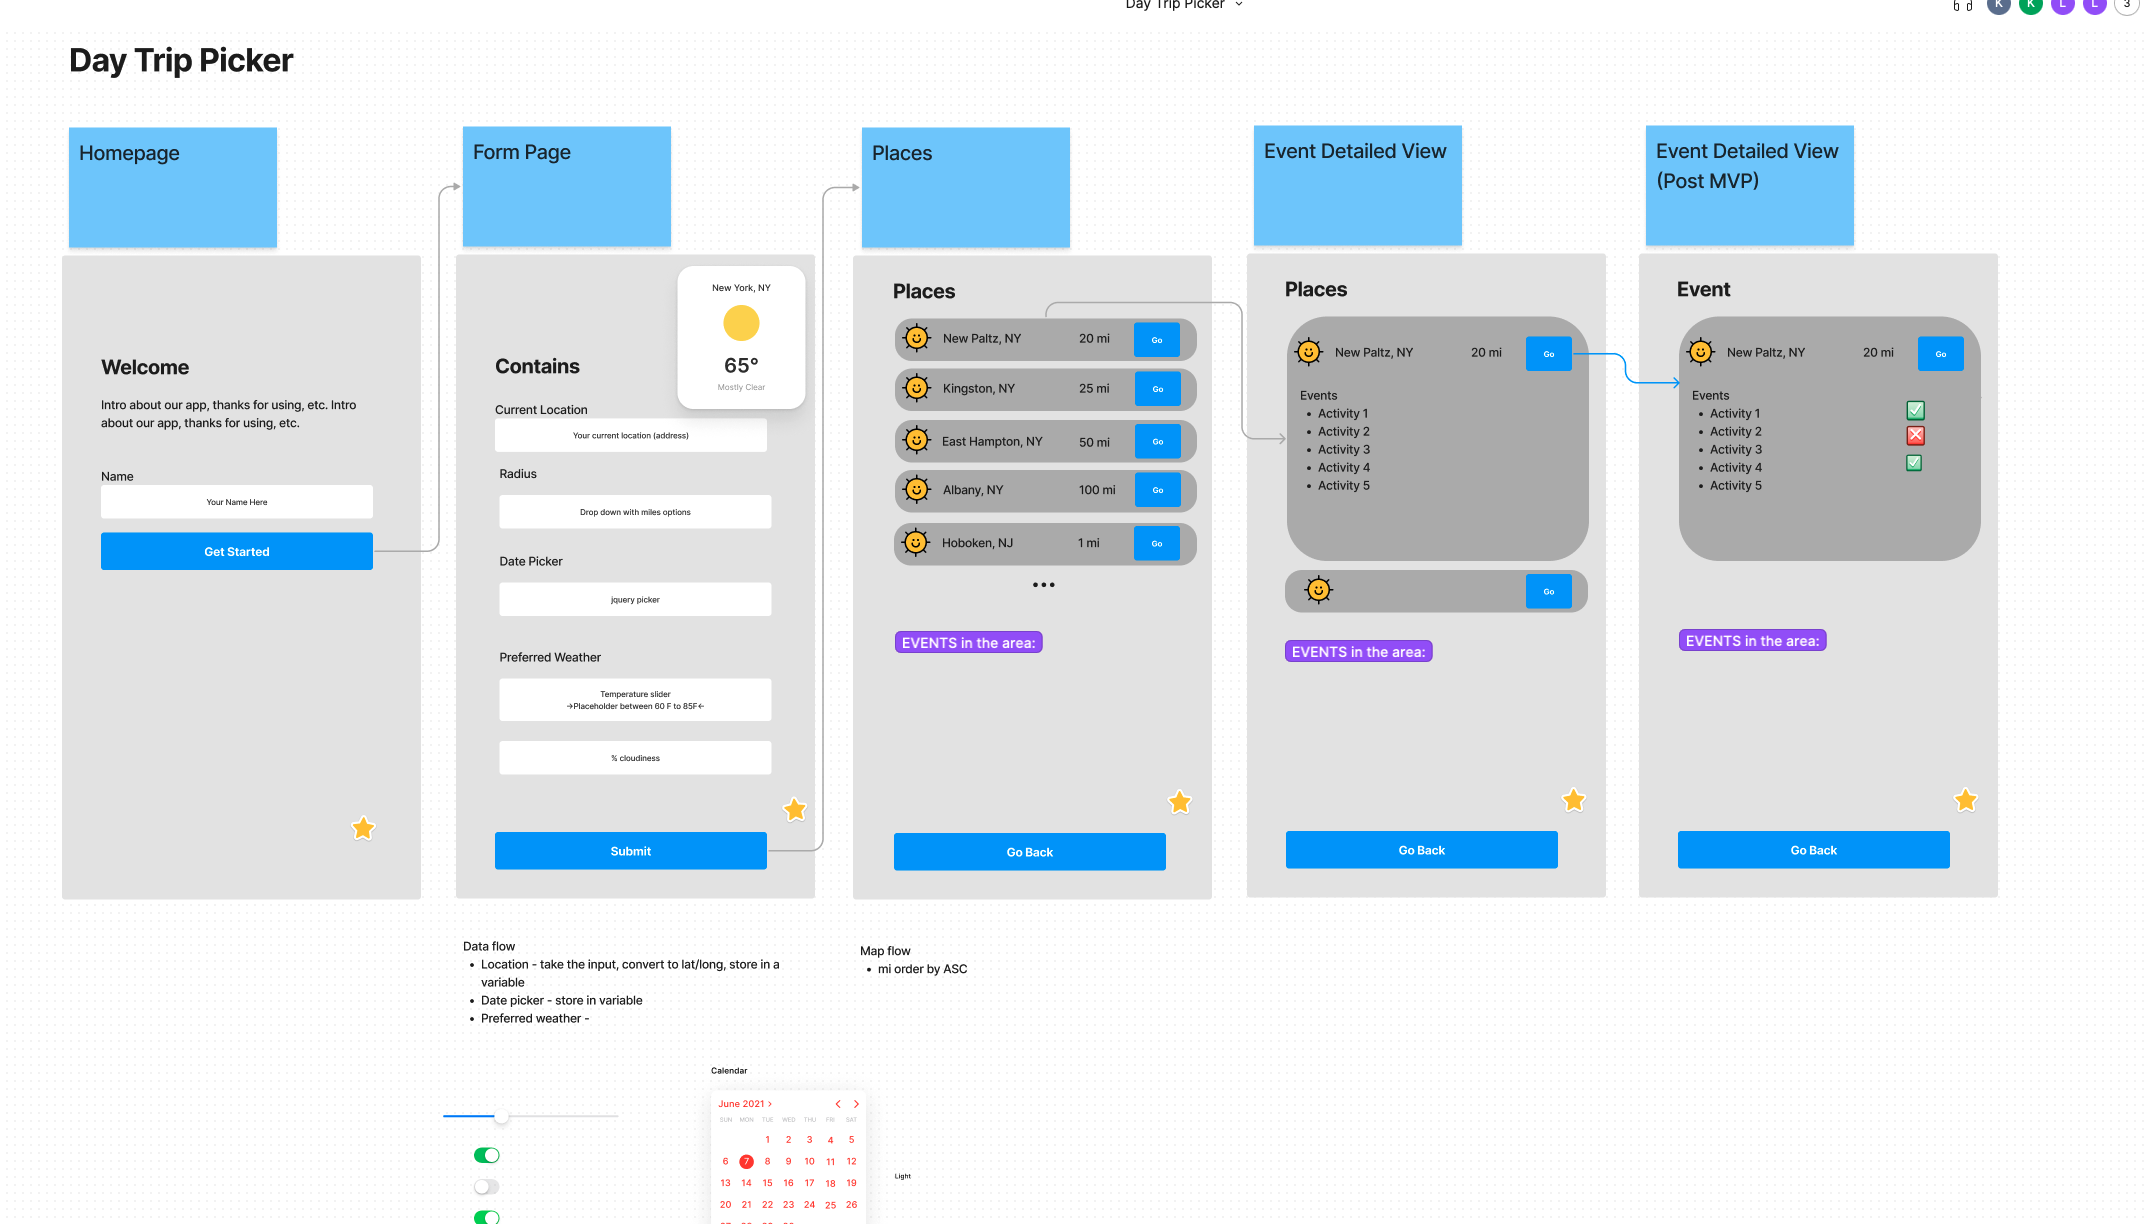 Day Trip Picker
K
K
L
L
3
Day Trip Picker
Homepage
Form Page
Places
Event Detailed View
Event Detailed View
(Post MVP)
Welcome
Intro about our app, thanks for using, etc. Intro
about our app, thanks for using, etc.
Name
Your Name Here
Get Started
New York, NY
65°
Mostly Clear
Contains
Current Location
Your current location (address)
Radius
Drop down with miles options
Date Picker
jquery picker
Preferred Weather
Temperature slider
→Placeholder between 60 F to 85F←
% cloudiness
Submit
Places
New Paltz, NY 20 mi Go
Kingston, NY 25 mi Go
East Hampton, NY 50 mi Go
Albany, NY 100 mi Go
Hoboken, NJ 1 mi Go
•••
EVENTS in the area:
Go Back
Places
New Paltz, NY 20 mi Go
Events
• Activity 1
• Activity 2
• Activity 3
• Activity 4
• Activity 5
Go
EVENTS in the area:
Go Back
Event
New Paltz, NY 20 mi Go
Events
• Activity 1
• Activity 2
• Activity 3
• Activity 4
• Activity 5
EVENTS in the area:
Go Back
Data flow
• Location - take the input, convert to lat/long, store in a
variable
• Date picker - store in variable
• Preferred weather -
Map flow
• mi order by ASC
Calendar
June 2021 >
SUN MON TUE WED THU FRI SAT
1 2 3 4 5
6 7 8 9 10 11 12
13 14 15 16 17 18 19
20 21 22 23 24 25 26
Light